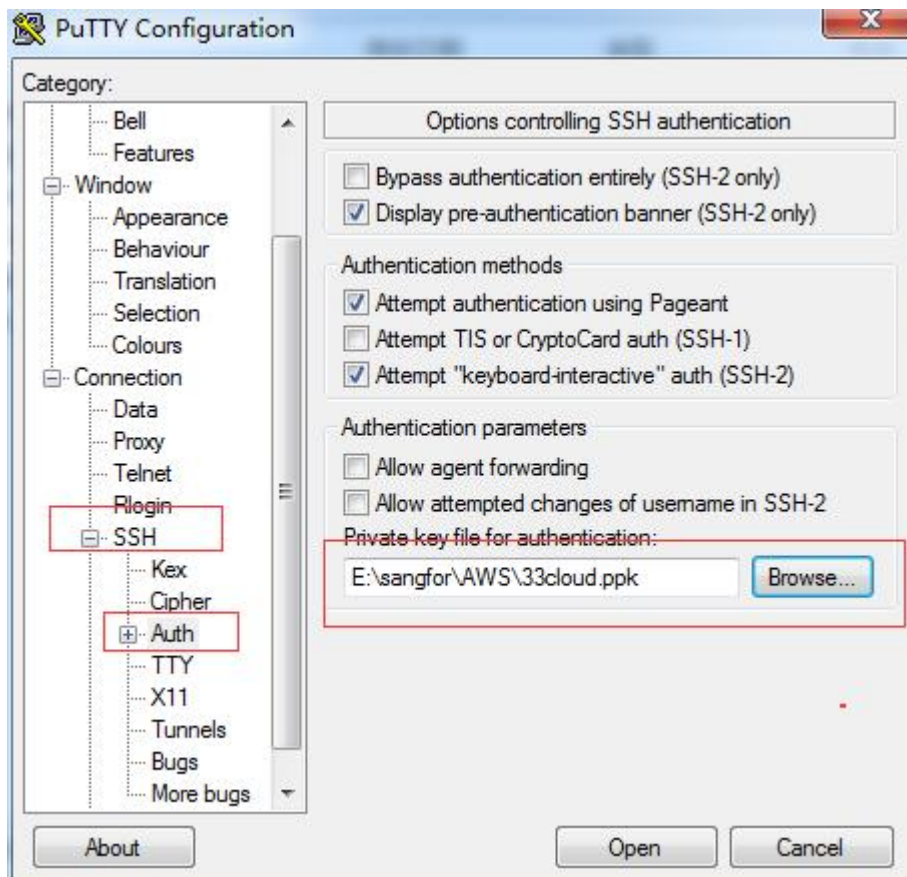 PuTTY Configuration
Category:
Bell
Features
Window
Appearance
Behaviour
Translation
Selection
Colours
Connection
Data
Proxy
Telnet
Rlogin
SSH
Kex
Cipher
Auth
TTY
X11
Tunnels
Bugs
More bugs
Options controlling SSH authentication
Bypass authentication entirely (SSH-2 only)
Display pre-authentication banner (SSH-2 only)
Authentication methods
Attempt authentication using Pageant
Attempt TIS or CryptoCard auth (SSH-1)
Attempt "keyboard-interactive" auth (SSH-2)
Authentication parameters
Allow agent forwarding
Allow attempted changes of username in SSH-2
Private key file for authentication:
E:\sangfor\AWS\33cloud.ppk Browse...
About Open Cancel